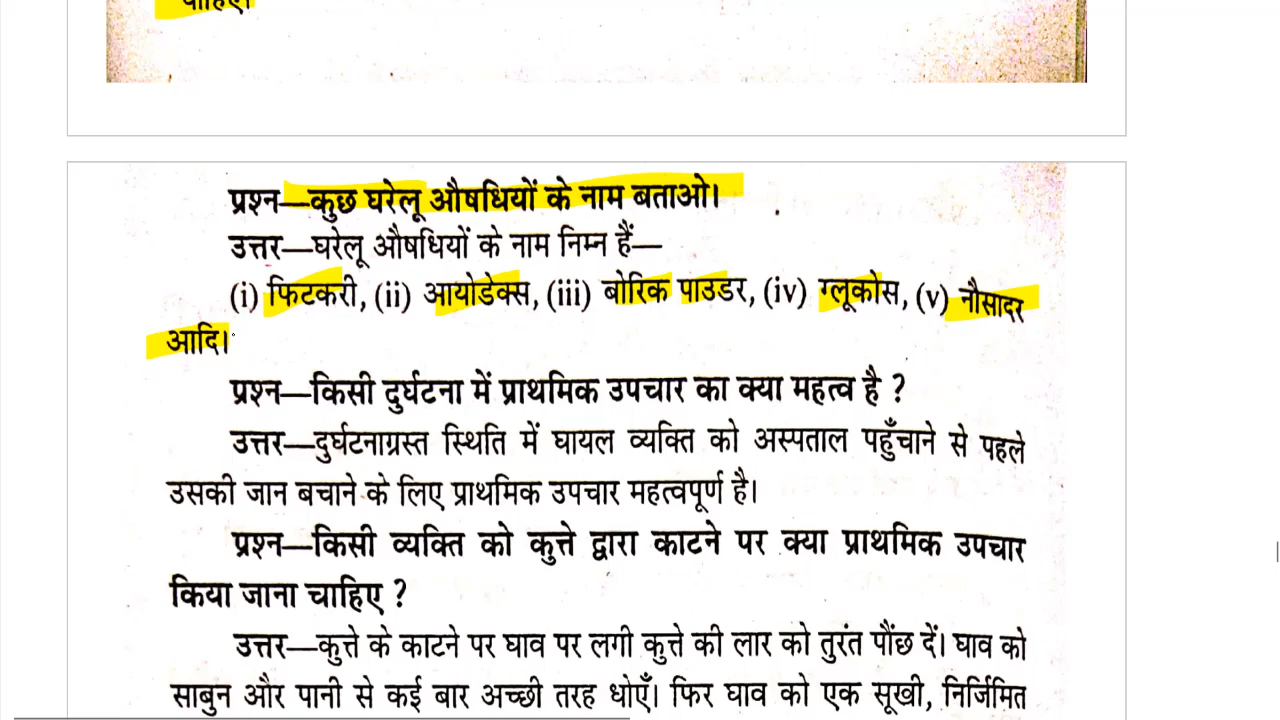 चाहिए।
प्रश्न—कुछ घरेलू औषधियों के नाम बताओ।
उत्तर—घरेलू औषधियों के नाम निम्न हैं—
(i) फिटकरी, (ii) आयोडेक्स, (iii) बोरिक पाउडर, (iv) ग्लूकोस, (v) नौसादर
आदि।
प्रश्न—किसी दुर्घटना में प्राथमिक उपचार का क्या महत्व है ?
उत्तर—दुर्घटनाग्रस्त स्थिति में घायल व्यक्ति को अस्पताल पहुँचाने से पहले
उसकी जान बचाने के लिए प्राथमिक उपचार महत्वपूर्ण है।
प्रश्न—किसी व्यक्ति को कुत्ते द्वारा काटने पर क्या प्राथमिक उपचार
किया जाना चाहिए ?
उत्तर—कुत्ते के काटने पर घाव पर लगी कुत्ते की लार को तुरंत पौंछ दें। घाव को
साबुन और पानी से कई बार अच्छी तरह धोएँ। फिर घाव को एक सूखी, निर्जिमित